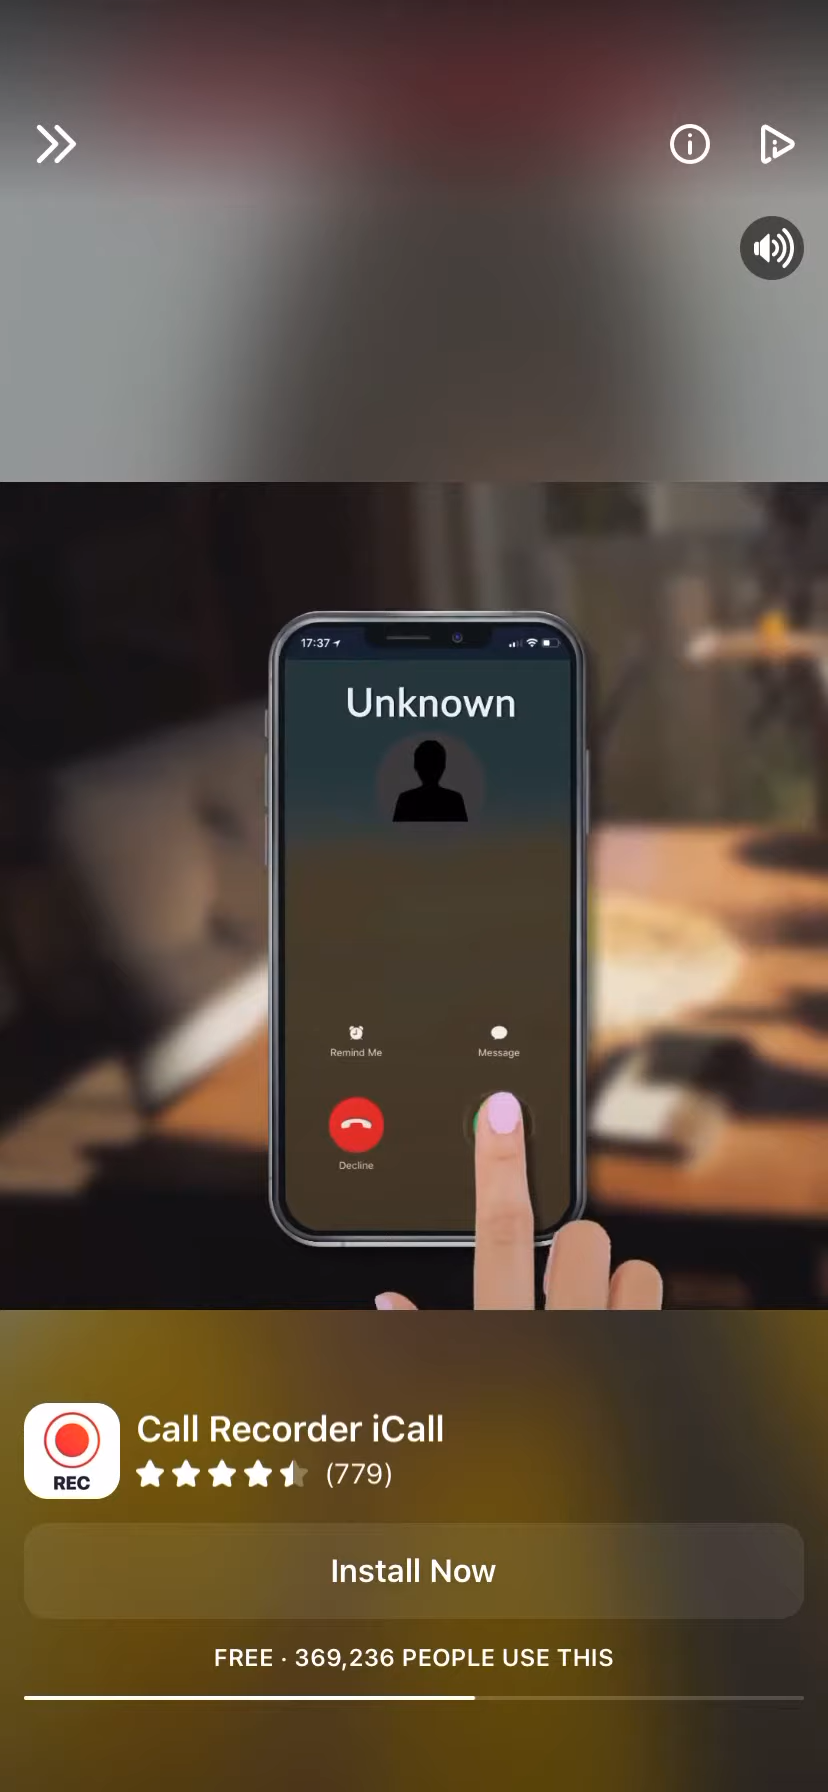 17:37
Unknown
Remind Me
Message
Decline
Call Recorder iCall
REC
(779)
Install Now
FREE · 369,236 PEOPLE USE THIS